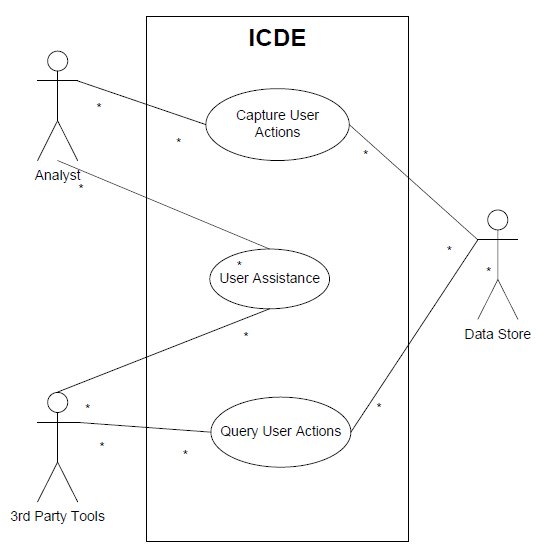 ICDE
Capture User
Actions
*
*
*
Analyst
*
*
*
*
User Assistance
Data Store
*
*
*
Query User Actions
*
*
3rd Party Tools